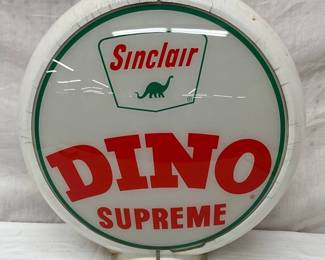 Sinclair
®
DINO
®
SUPREME